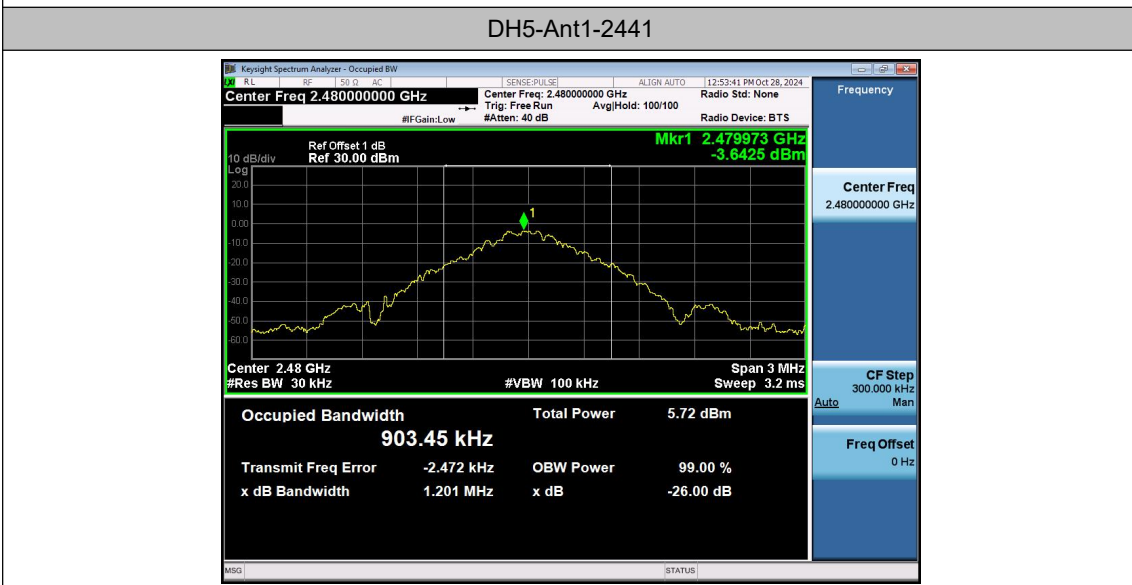 DH5-Ant1-2441
Keysight Spectrum Analyzer - Occupied BW
RL RF 50 Ω AC SENSE:PULSE ALIGN AUTO 12:53:41 PM Oct 28, 2024
Center Freq 2.480000000 GHz
Center Freq: 2.480000000 GHz Radio Std: None
Trig: Free Run Avg|Hold: 100/100
#IFGain:Low #Atten: 40 dB Radio Device: BTS
Frequency
Mkr1 2.479973 GHz
-3.6425 dBm
Ref Offset 1 dB
10 dB/div Ref 30.00 dBm
Log
20.0
10.0
0.00
-10.0
-20.0
-30.0
-40.0
-50.0
-60.0
1
Center 2.48 GHz Span 3 MHz
#Res BW 30 kHz #VBW 100 kHz Sweep 3.2 ms
Center Freq
2.480000000 GHz
CF Step
300.000 kHz
Auto Man
Freq Offset
0 Hz
Occupied Bandwidth Total Power 5.72 dBm
903.45 kHz
Transmit Freq Error -2.472 kHz OBW Power 99.00 %
x dB Bandwidth 1.201 MHz x dB -26.00 dB
MSG STATUS